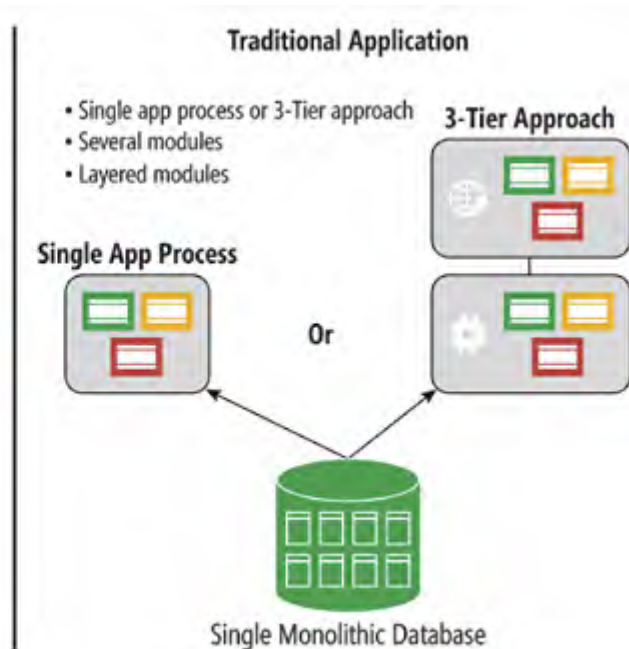 Traditional Application
• Single app process or 3-Tier approach
• Several modules
• Layered modules
3-Tier Approach
Single App Process
Or
Single Monolithic Database